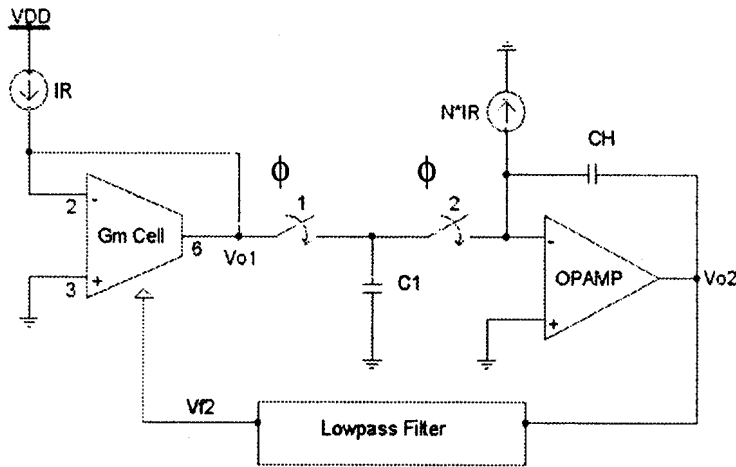 VDD
IR
N*IR
CH
ϕ
1
ϕ
2
2
-
Gm Cell
6
Vo1
3
+
C1
-
OPAMP
+
Vo2
Vf2
Lowpass Filter